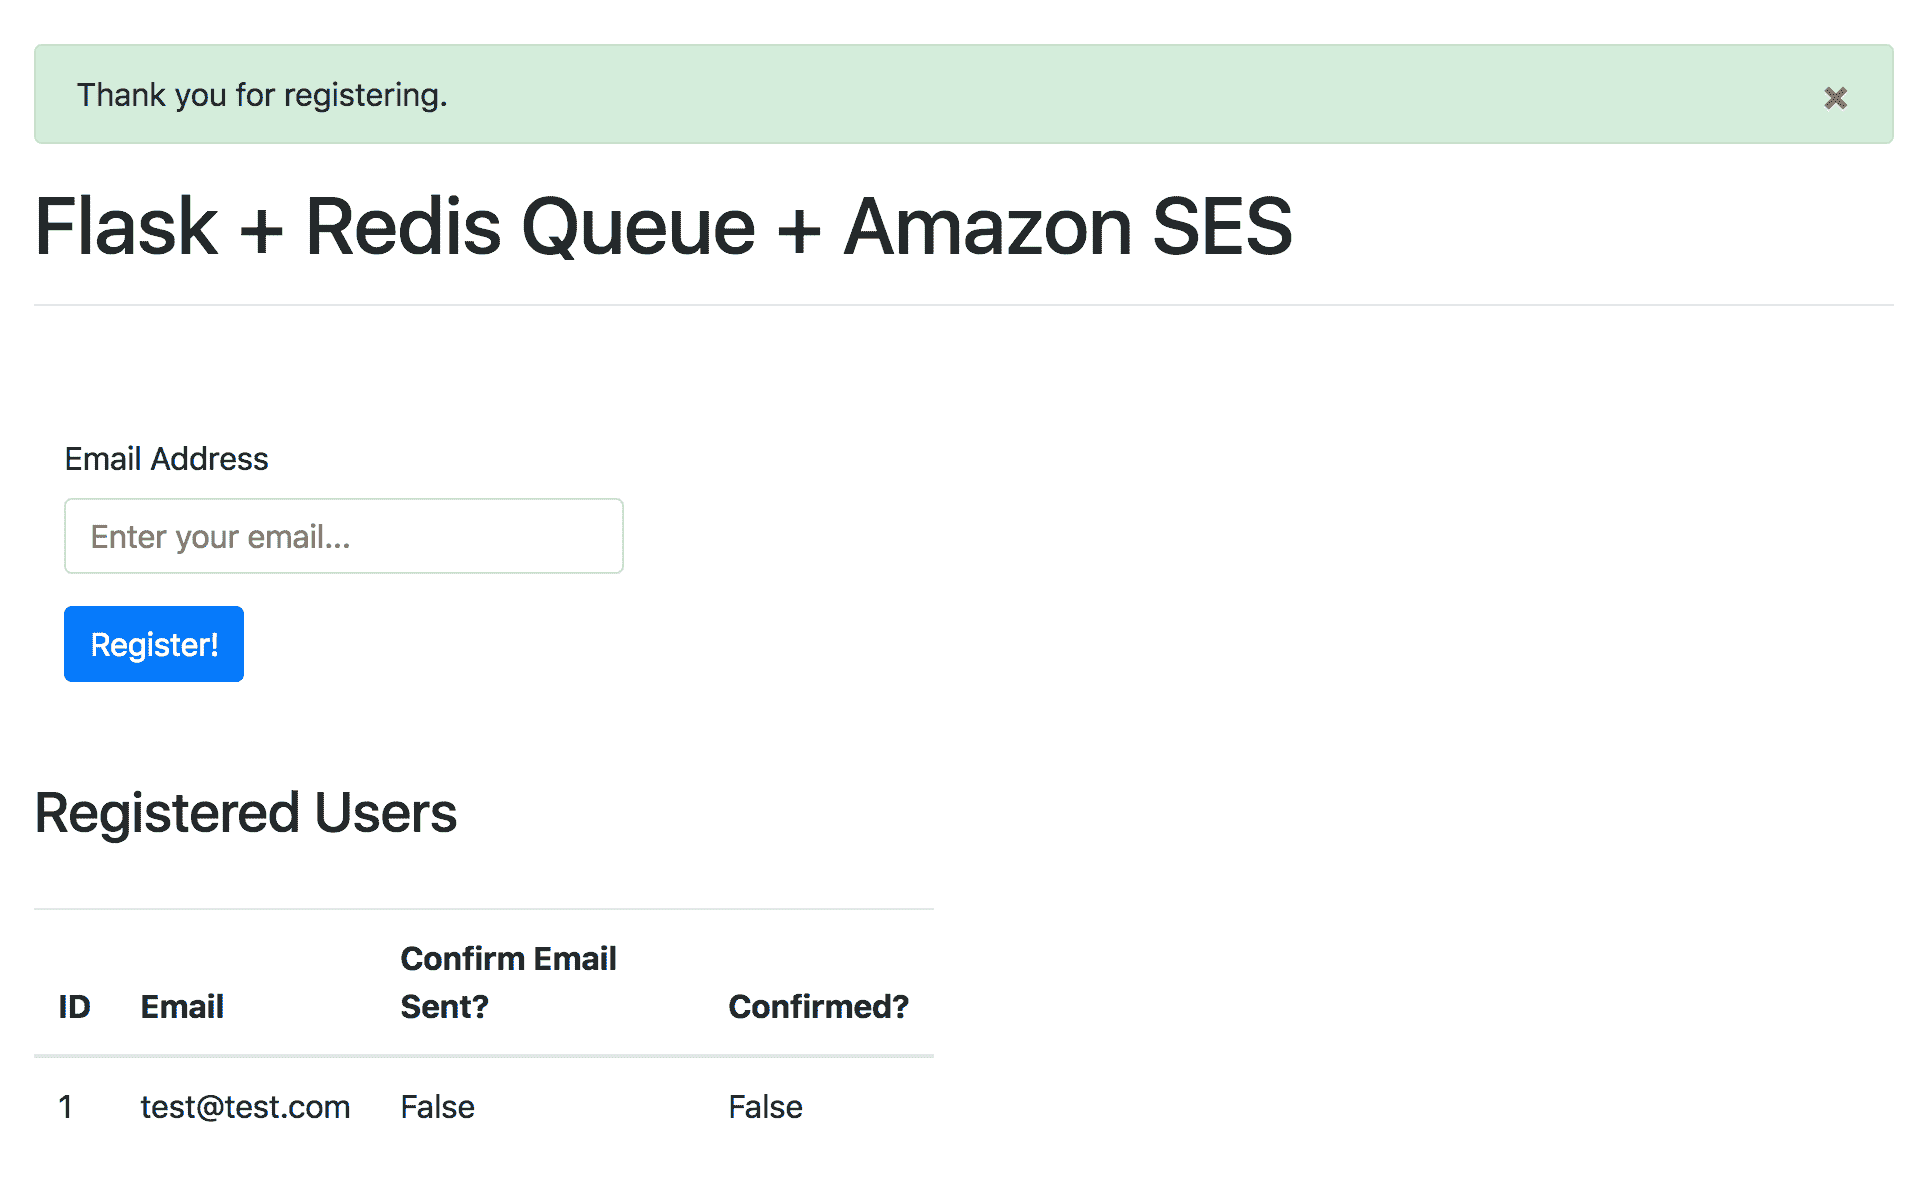 Thank you for registering.
×
Flask + Redis Queue + Amazon SES
Email Address
Enter your email...
Register!
Registered Users
ID Email Confirm Email Sent? Confirmed?
1 test@test.com False False